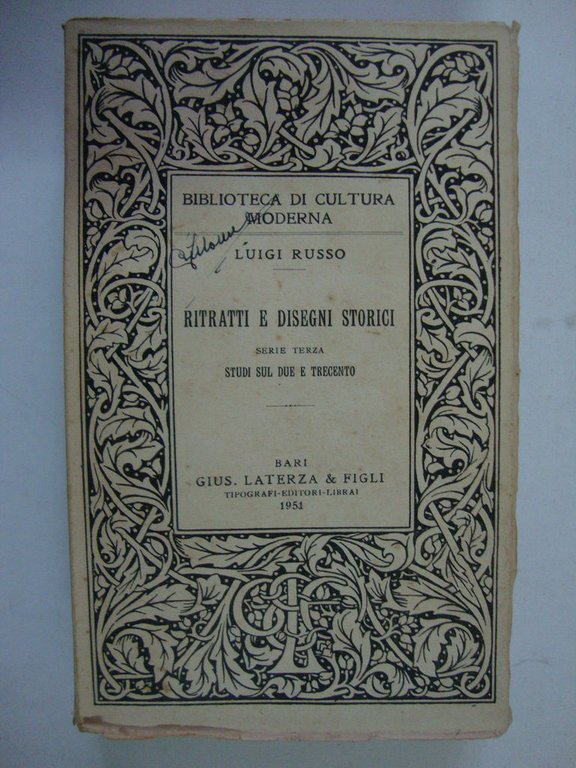 BIBLIOTECA DI CULTURA
MODERNA
LUIGI RUSSO
RITRATTI E DISEGNI STORICI
SERIE TERZA
STUDI SUL DUE E TRECENTO
BARI
GIUS. LATERZA & FIGLI
TIPOGRAFI-EDITORI-LIBRAI
1951